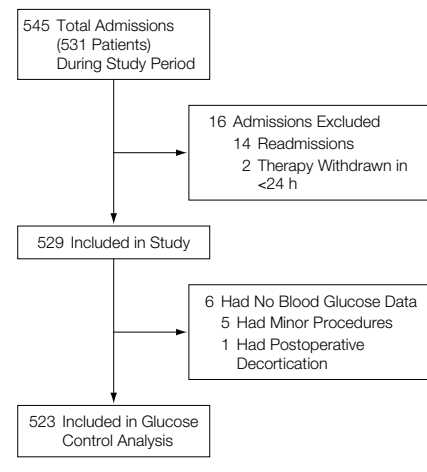 545 Total Admissions
(531 Patients)
During Study Period
16 Admissions Excluded
14 Readmissions
2 Therapy Withdrawn in
<24 h
529 Included in Study
6 Had No Blood Glucose Data
5 Had Minor Procedures
1 Had Postoperative
Decortication
523 Included in Glucose
Control Analysis